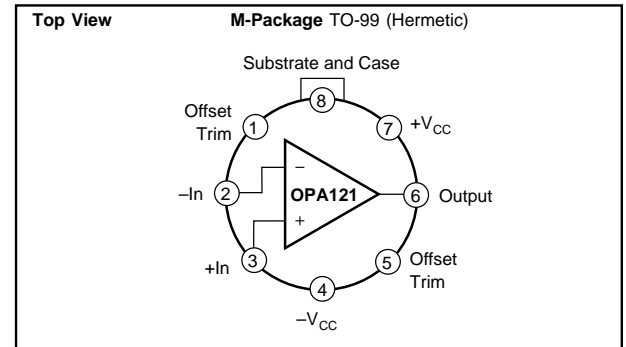 Top View M-Package TO-99 (Hermetic)
Substrate and Case
8
Offset
Trim
1
7
+VCC
–In
2
–
OPA121
6
Output
+
+In
3
5
Offset
Trim
4
–VCC